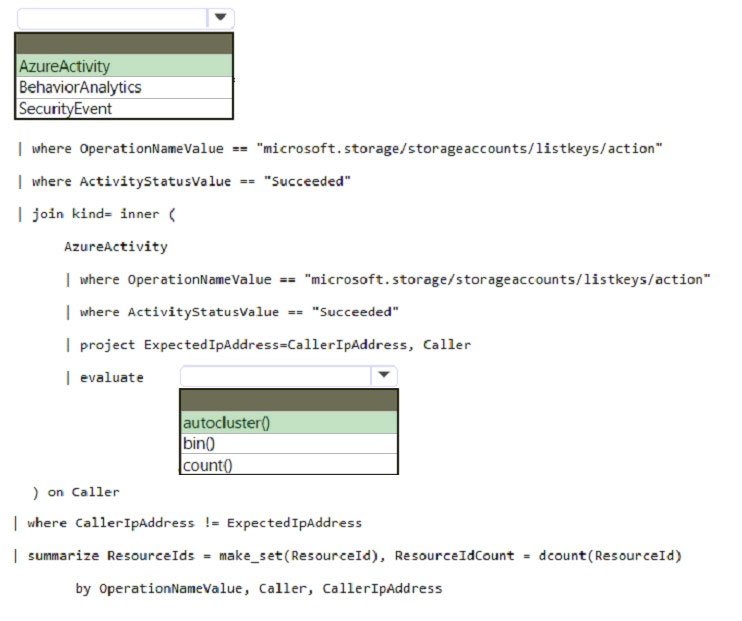 AzureActivity
BehaviorAnalytics
SecurityEvent
| where OperationNameValue == "microsoft.storage/storageaccounts/listkeys/action"
| where ActivityStatusValue == "Succeeded"
| join kind= inner (
AzureActivity
| where OperationNameValue == "microsoft.storage/storageaccounts/listkeys/action"
| where ActivityStatusValue == "Succeeded"
| project ExpectedIpAddress=CallerIpAddress, Caller
| evaluate
autocluster()
bin()
count()
) on Caller
| where CallerIpAddress != ExpectedIpAddress
| summarize ResourceIds = make_set(ResourceId), ResourceIdCount = dcount(ResourceId)
by OperationNameValue, Caller, CallerIpAddress